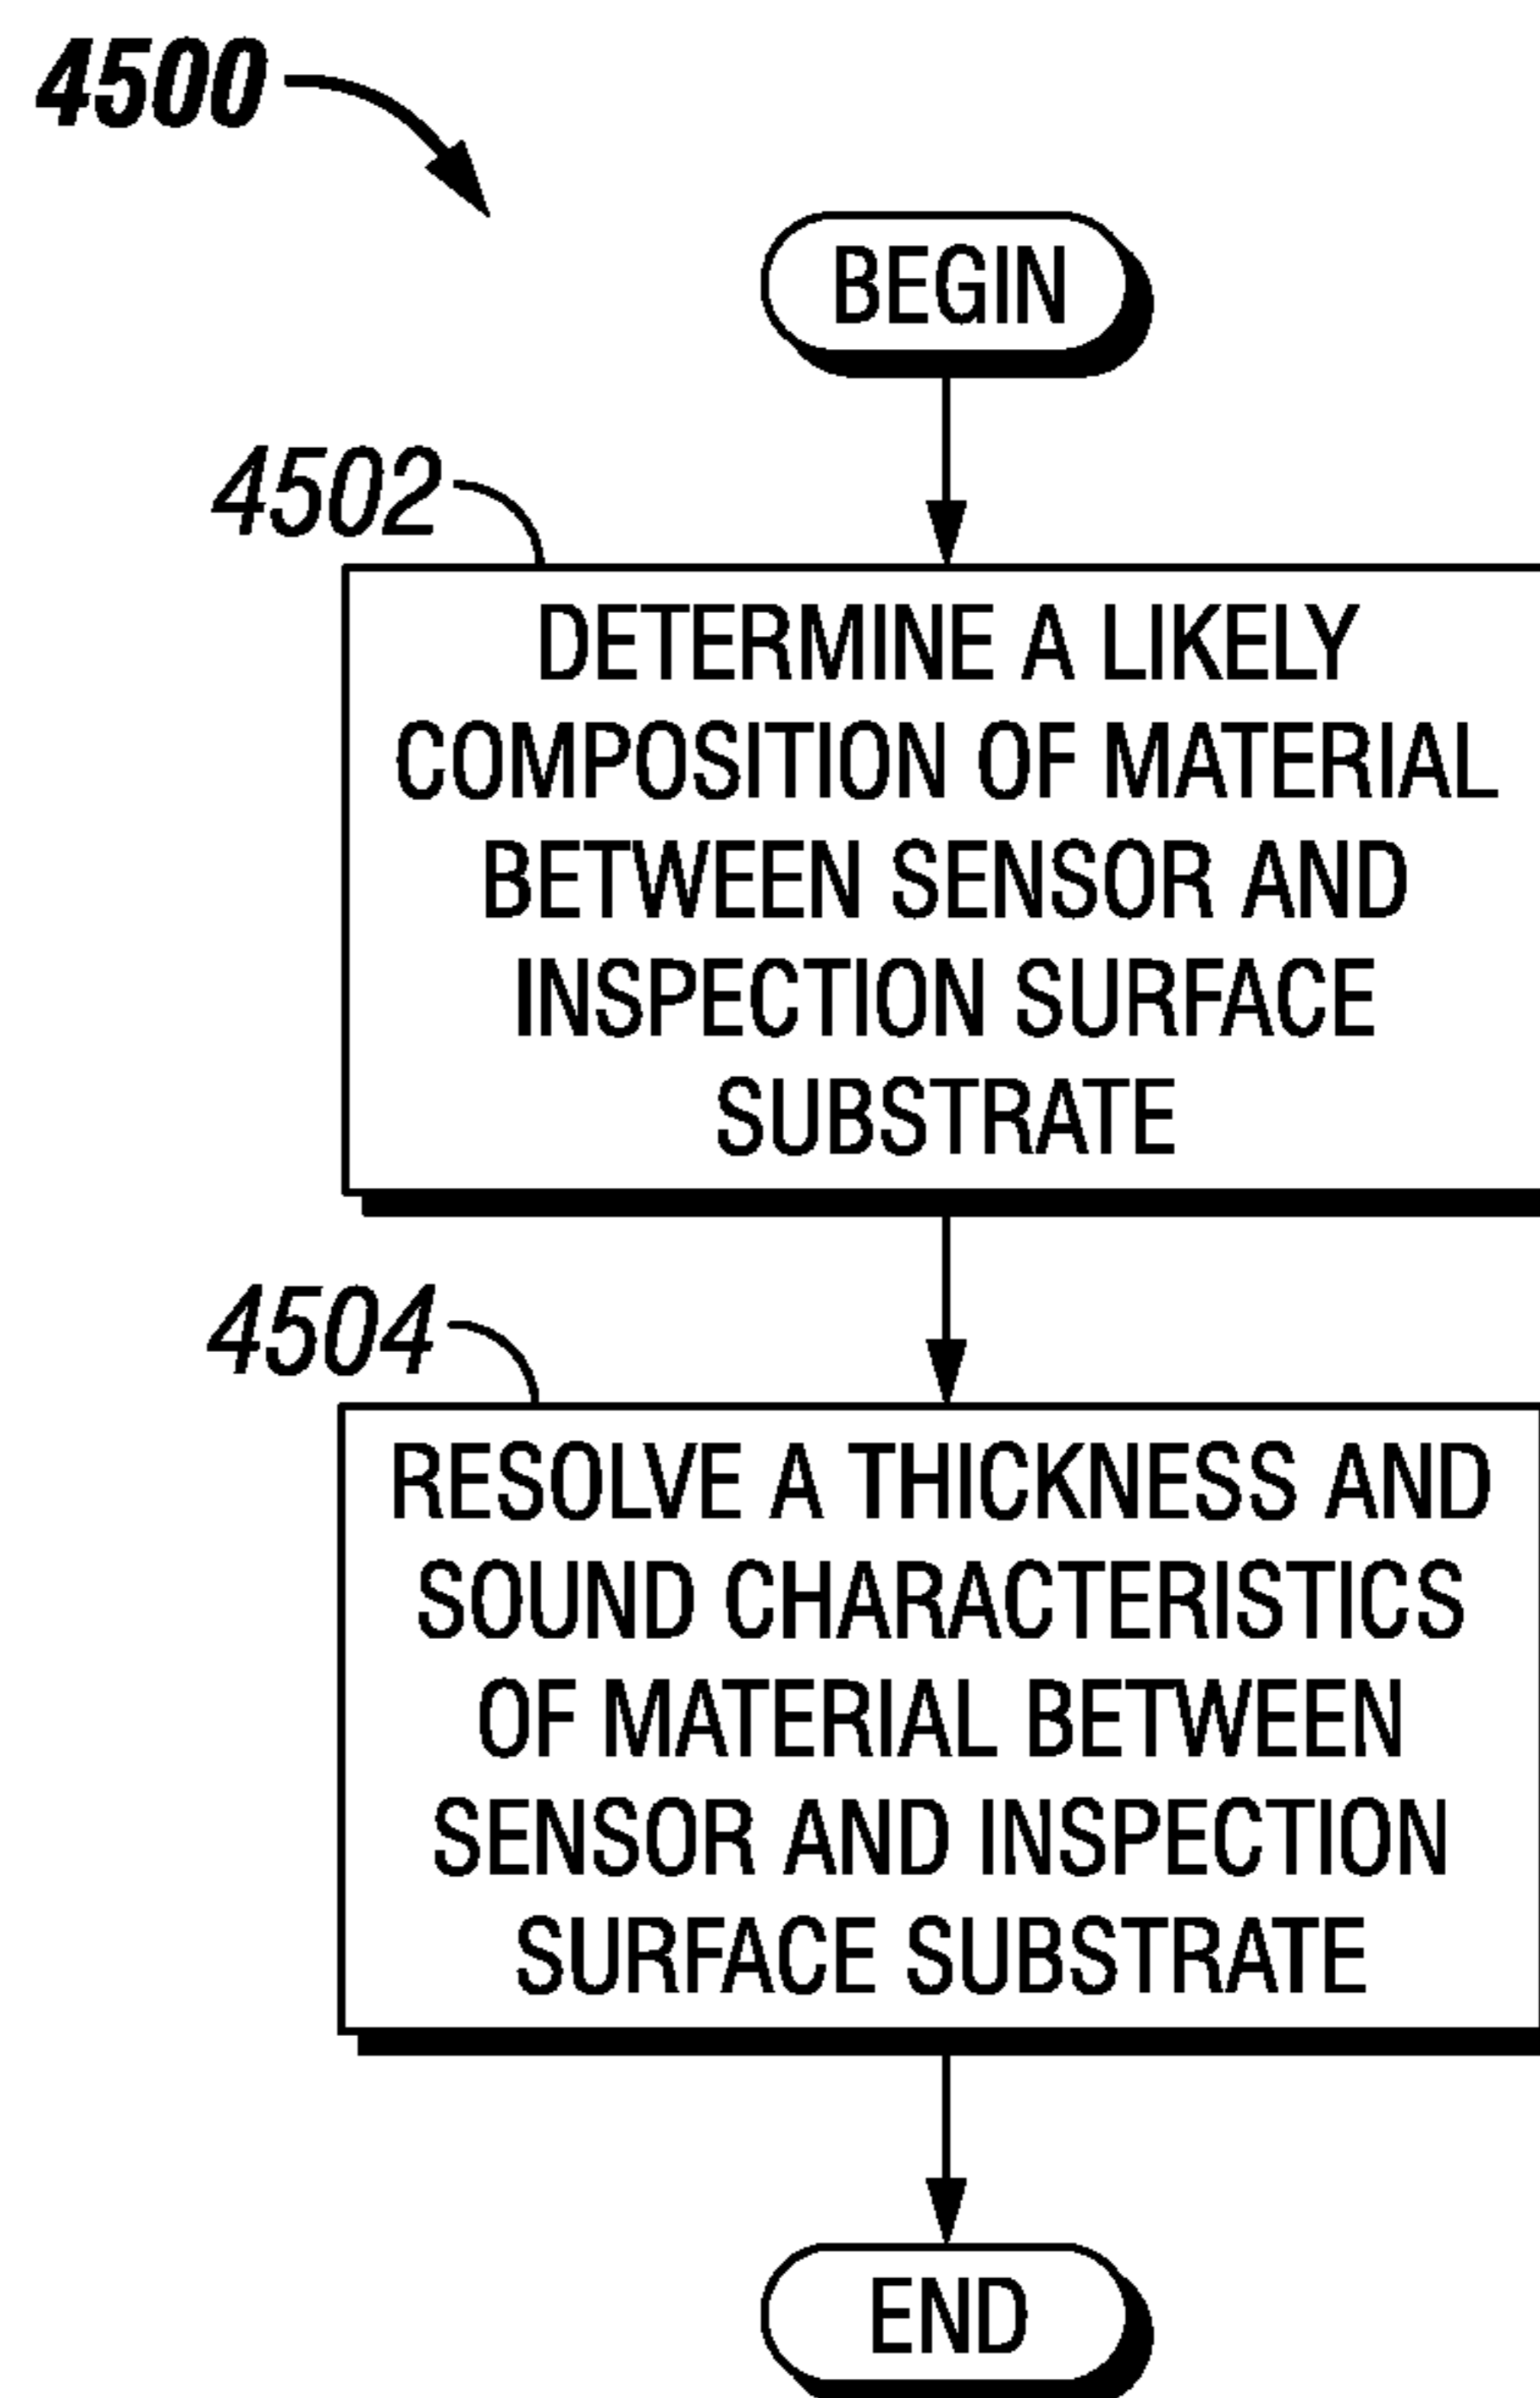 4500
BEGIN
4502
DETERMINE A LIKELY
COMPOSITION OF MATERIAL
BETWEEN SENSOR AND
INSPECTION SURFACE
SUBSTRATE
4504
RESOLVE A THICKNESS AND
SOUND CHARACTERISTICS
OF MATERIAL BETWEEN
SENSOR AND INSPECTION
SURFACE SUBSTRATE
END